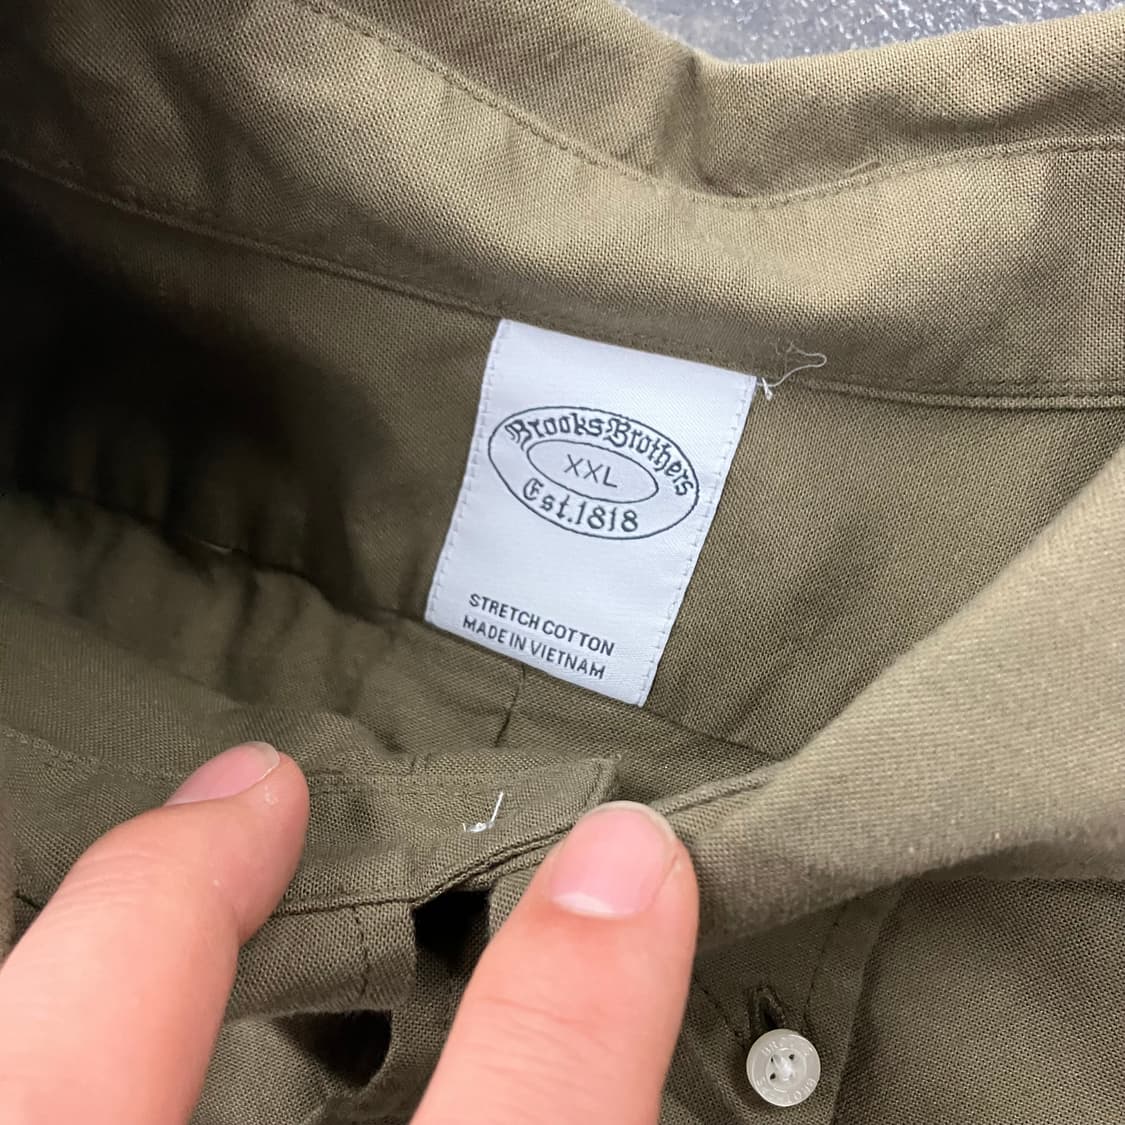 Brooks Brothers
XXL
Est. 1818
STRETCH COTTON
MADE IN VIETNAM